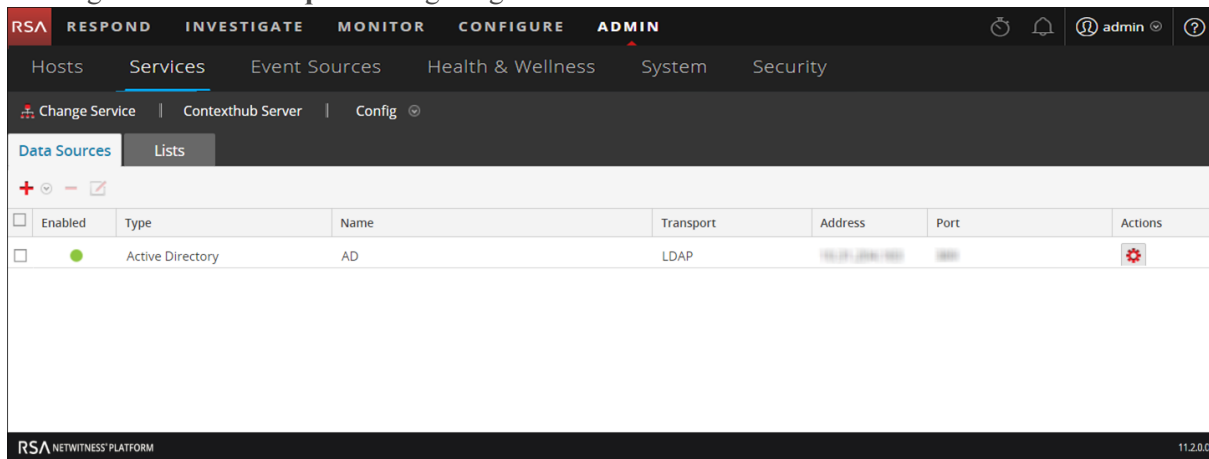 RSA RESPOND INVESTIGATE MONITOR CONFIGURE ADMIN admin ?
Hosts Services Event Sources Health & Wellness System Security
Change Service Contexthub Server Config
Data Sources Lists
Enabled Type Name Transport Address Port Actions
Active Directory AD LDAP
RSA NETWITNESS® PLATFORM 11.2.0.0